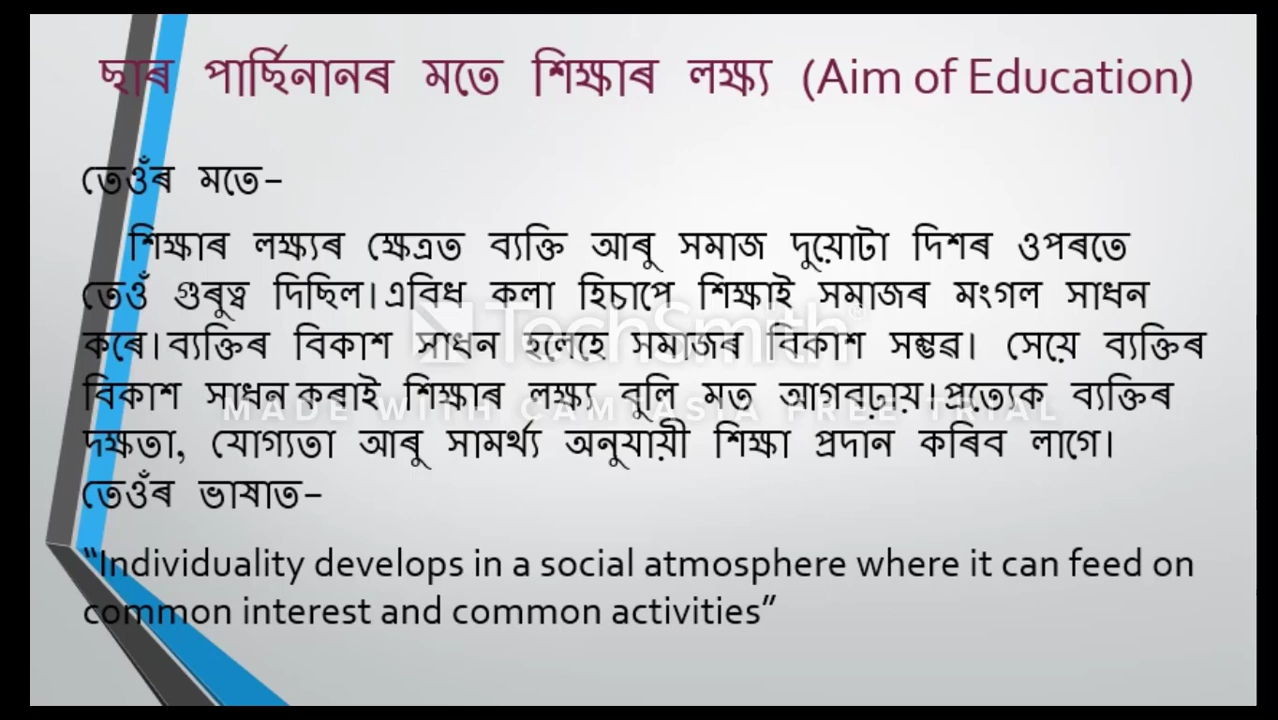 ছাৰ পাৰ্ছিনানৰ মতে শিক্ষাৰ লক্ষ্য (Aim of Education)
তেওঁৰ মতে-
শিক্ষাৰ লক্ষ্যৰ ক্ষেত্ৰত ব্যক্তি আৰু সমাজ দুয়োটা দিশৰ ওপৰতে
তেওঁ গুৰুত্ব দিছিল।এবিধ কলা হিচাপে শিক্ষাই সমাজৰ মংগল সাধন
কৰে।ব্যক্তিৰ বিকাশ সাধন হলেহে সমাজৰ বিকাশ সম্ভৱ। সেয়ে ব্যক্তিৰ
বিকাশ সাধন কৰাই শিক্ষাৰ লক্ষ্য বুলি মত আগবঢ়ায়।প্ৰত্যেক ব্যক্তিৰ
দক্ষতা, যোগ্যতা আৰু সামৰ্থ্য অনুযায়ী শিক্ষা প্ৰদান কৰিব লাগে।
তেওঁৰ ভাষাত-
“Individuality develops in a social atmosphere where it can feed on
common interest and common activities”
TechSmith®
MADE WITH CAMTASIA FREE TRIAL